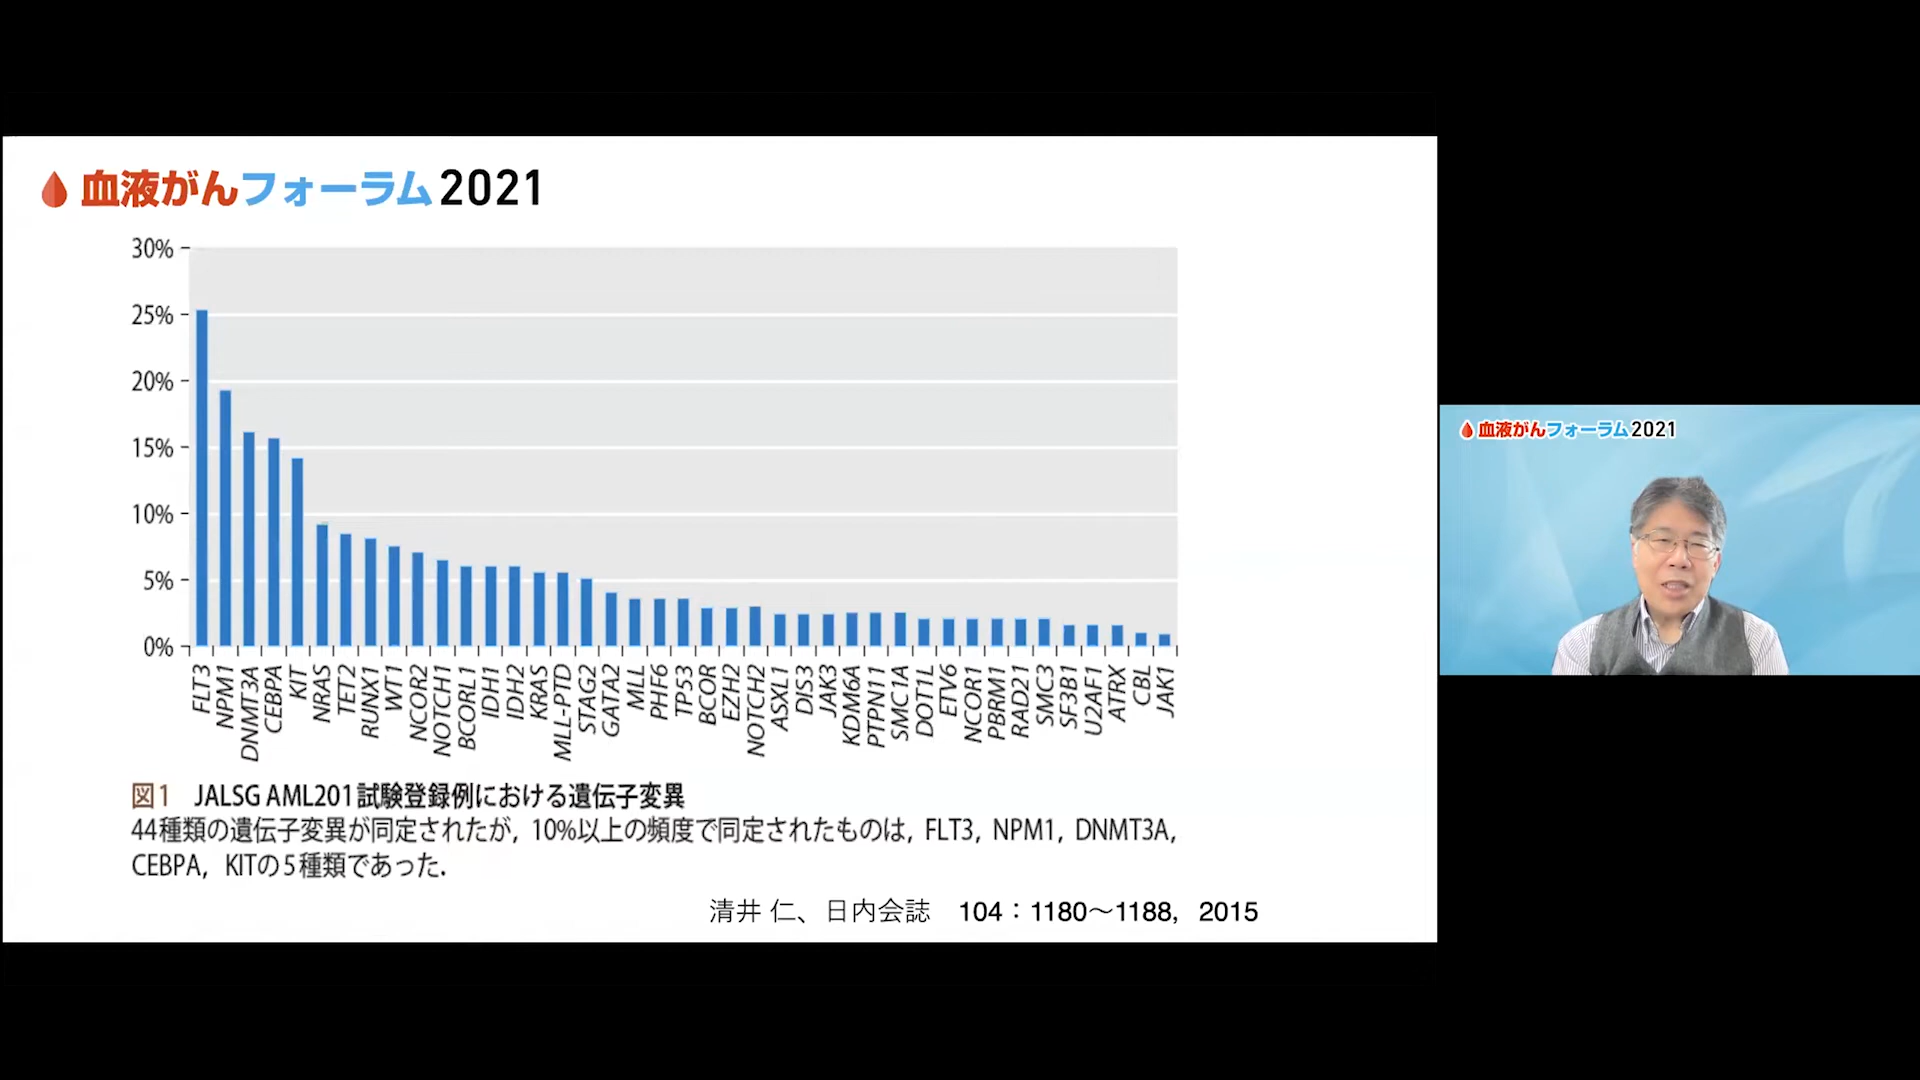 血液がんフォーラム2021
30%
25%
20%
15%
10%
5%
0%
FLT3
NPM1
DNMT3A
CEBPA
KIT
NRAS
TET2
RUNX1
WT1
NCOR2
NOTCH1
BCORL1
IDH1
IDH2
KRAS
MLL-PTD
STAG2
GATA2
MLL
PHF6
TP53
BCOR
EZH2
NOTCH2
ASXL1
DIS3
JAK3
KDM6A
PTPN11
SMC1A
DOT1L
ETV6
NCOR1
PBRM1
RAD21
SMC3
SF3B1
U2AF1
ATRX
CBL
JAK1
図1 JALSG AML201試験登録例における遺伝子変異
44種類の遺伝子変異が同定されたが，10%以上の頻度で同定されたものは，FLT3，NPM1，DNMT3A，
CEBPA，KITの5種類であった．
清井 仁、日内会誌 104：1180〜1188，2015
血液がんフォーラム2021